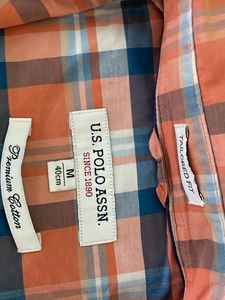 U.S. POLO ASSN.
SINCE 1890
M
40cm
Premium Cotton
TAILORED FIT